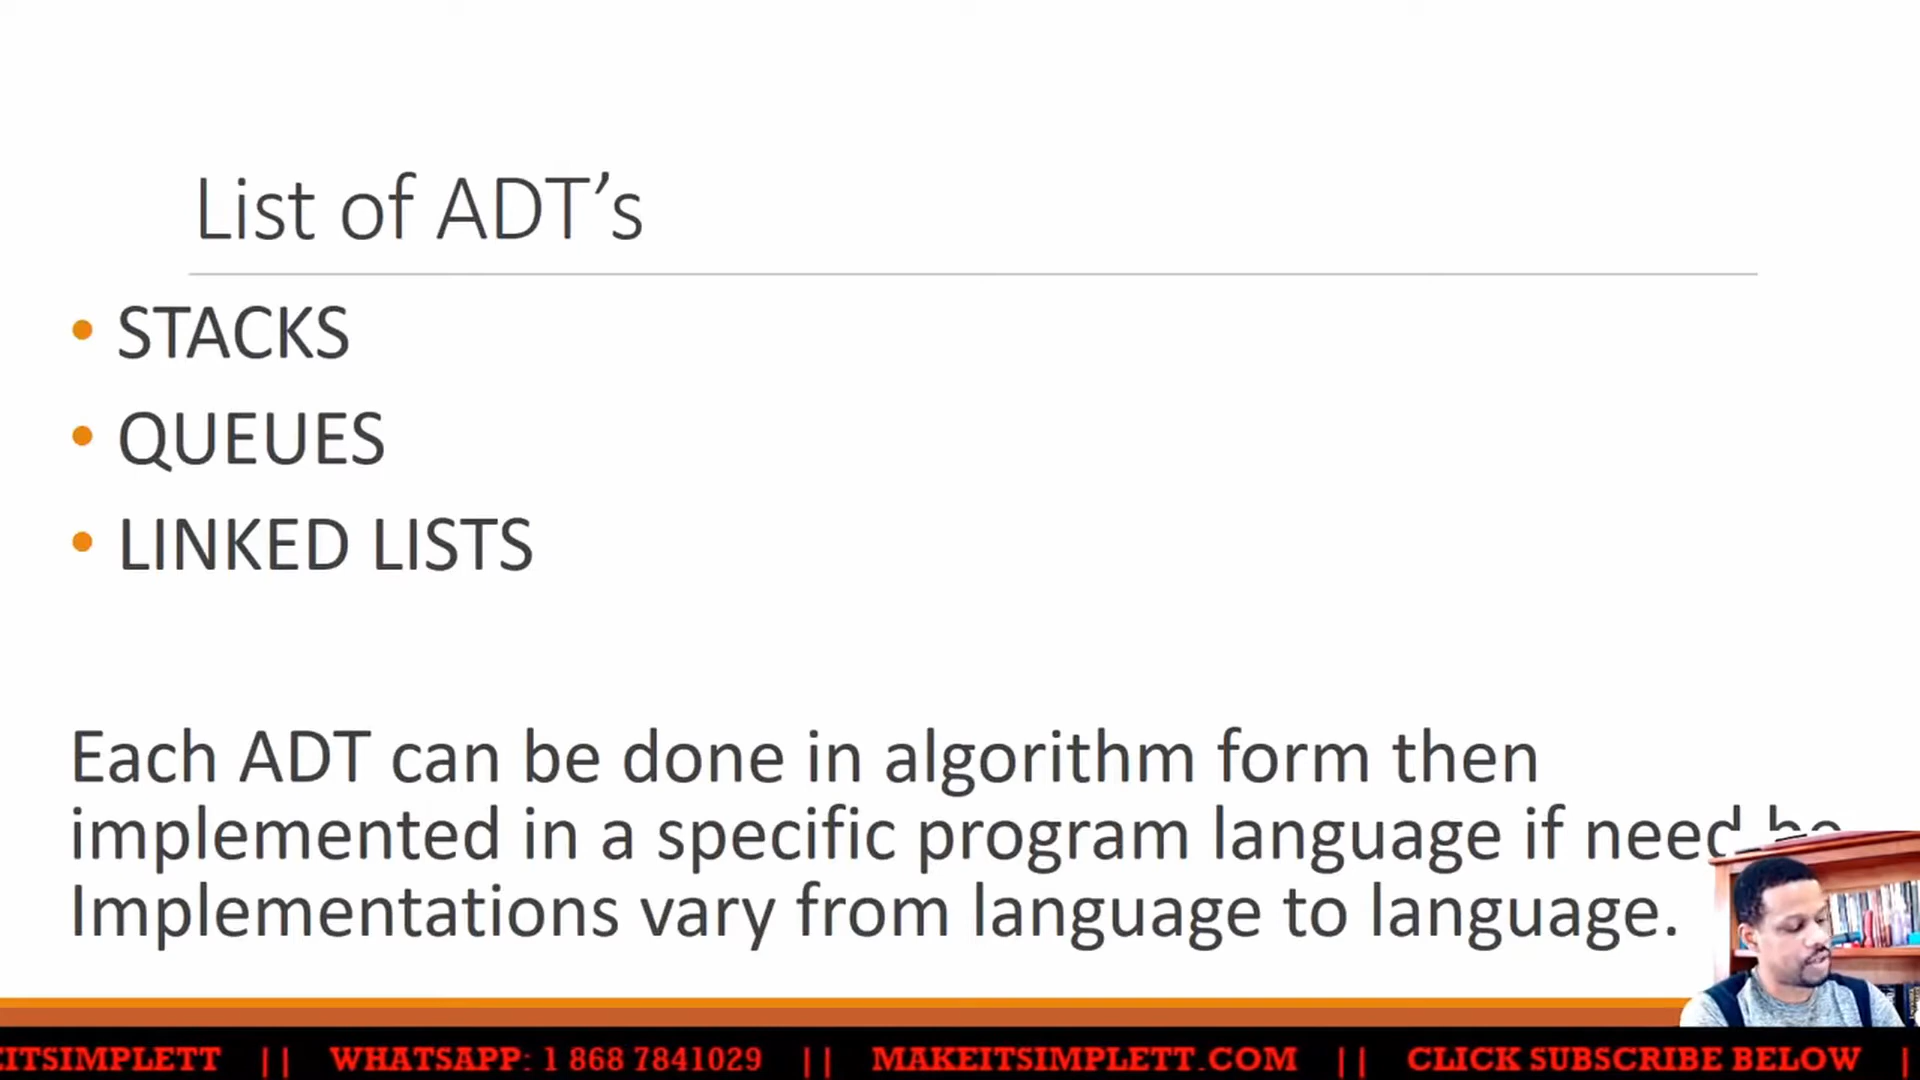 List of ADT’s
• STACKS
• QUEUES
• LINKED LISTS
Each ADT can be done in algorithm form then
implemented in a specific program language if need be
Implementations vary from language to language.
EITSIMPLETT || WHATSAPP: 1 868 7841029 || MAKEITSIMPLETT.COM || CLICK SUBSCRIBE BELOW |